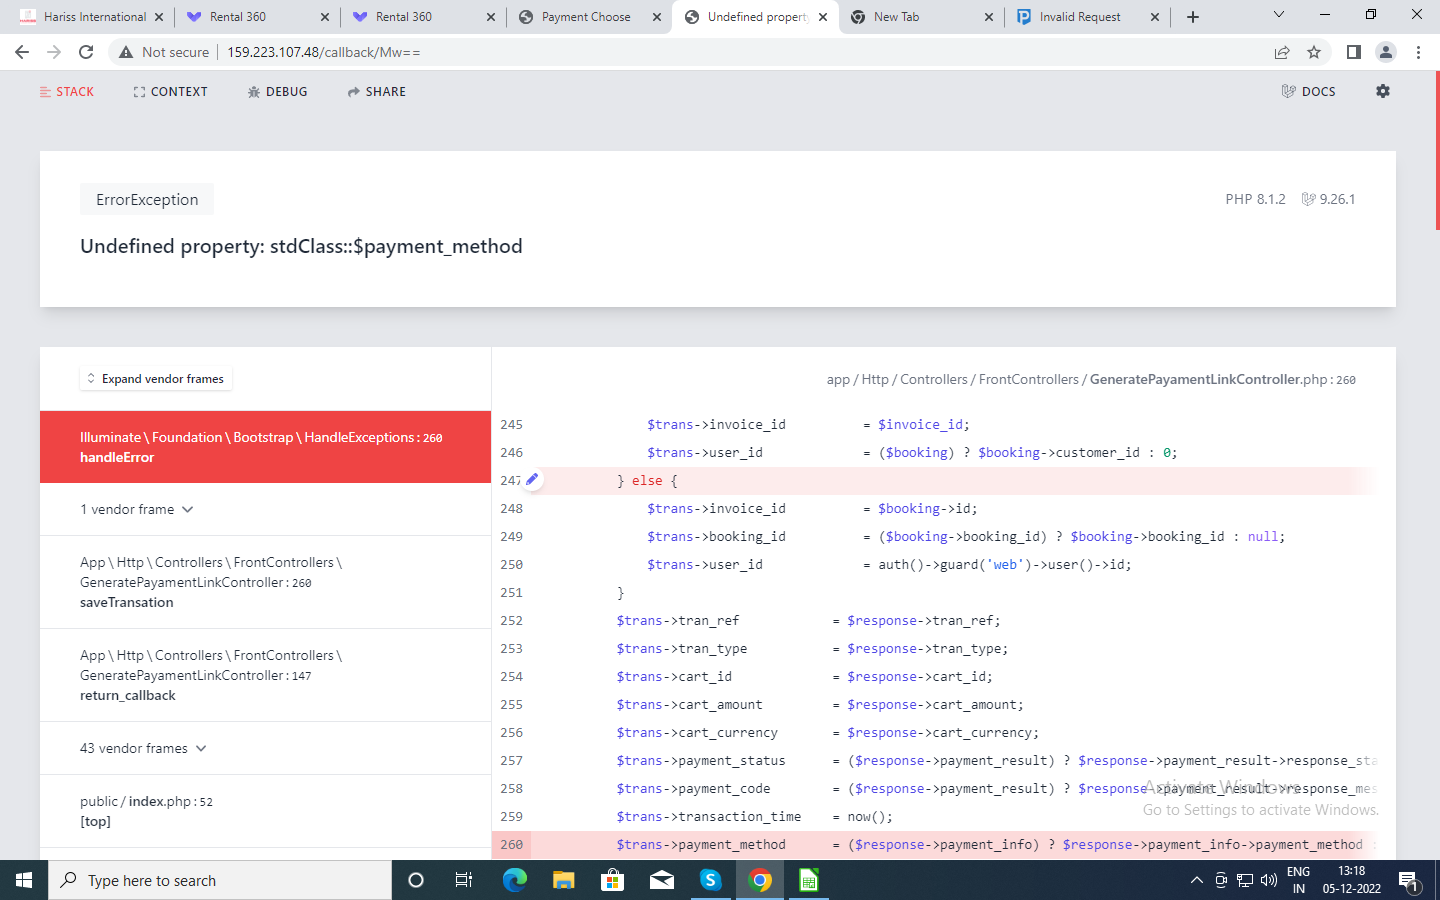 Hariss International
Rental 360
Rental 360
Payment Choose
Undefined property
New Tab
Invalid Request
Not secure
159.223.107.48/callback/Mw==
STACK
CONTEXT
DEBUG
SHARE
DOCS
ErrorException
PHP 8.1.2
9.26.1
Undefined property: stdClass::$payment_method
Expand vendor frames
Illuminate \ Foundation \ Bootstrap \ HandleExceptions : 260
handleError
1 vendor frame
App \ Http \ Controllers \ FrontControllers \
GeneratePayamentLinkController : 260
saveTransation
App \ Http \ Controllers \ FrontControllers \
GeneratePayamentLinkController : 147
return_callback
43 vendor frames
public / index.php : 52
[top]
app / Http / Controllers / FrontControllers / GeneratePayamentLinkController.php : 260
245 $trans->invoice_id = $invoice_id;
246 $trans->user_id = ($booking) ? $booking->customer_id : 0;
247 } else {
248 $trans->invoice_id = $booking->id;
249 $trans->booking_id = ($booking->booking_id) ? $booking->booking_id : null;
250 $trans->user_id = auth()->guard('web')->user()->id;
251 }
252 $trans->tran_ref = $response->tran_ref;
253 $trans->tran_type = $response->tran_type;
254 $trans->cart_id = $response->cart_id;
255 $trans->cart_amount = $response->cart_amount;
256 $trans->cart_currency = $response->cart_currency;
257 $trans->payment_status = ($response->payment_result) ? $response->payment_result->response_sta
258 $trans->payment_code = ($response->payment_result) ? $response->payment_result->response_mes
259 $trans->transaction_time = now();
260 $trans->payment_method = ($response->payment_info) ? $response->payment_info->payment_method :
Activate Windows
Go to Settings to activate Windows.
Type here to search
ENG
IN
13:18
05-12-2022
1